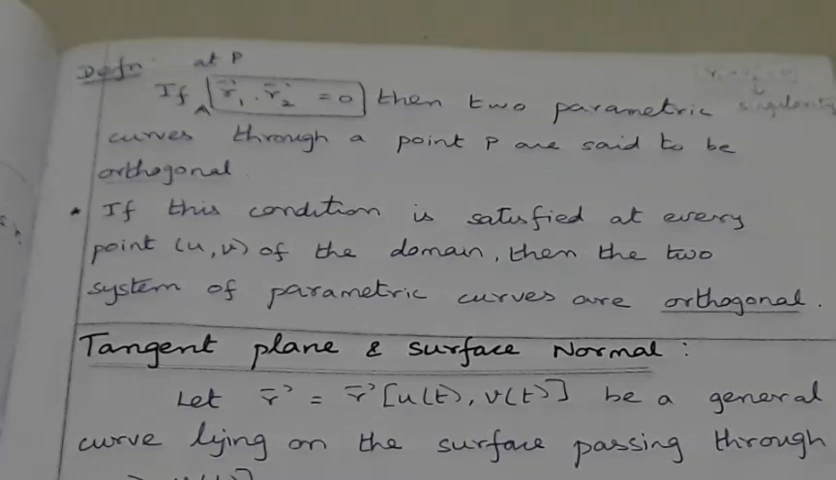 Defn: at P
If r⃗₁ · r⃗₂ = 0 then two parametric
singularity
curves through a point P are said to be
orthogonal
* If this condition is satisfied at every
point (u, v) of the domain, then the two
system of parametric curves are orthogonal.
Tangent plane & surface Normal :
Let r⃗ = r⃗ [u(t), v(t)] be a general
curve lying on the surface passing through